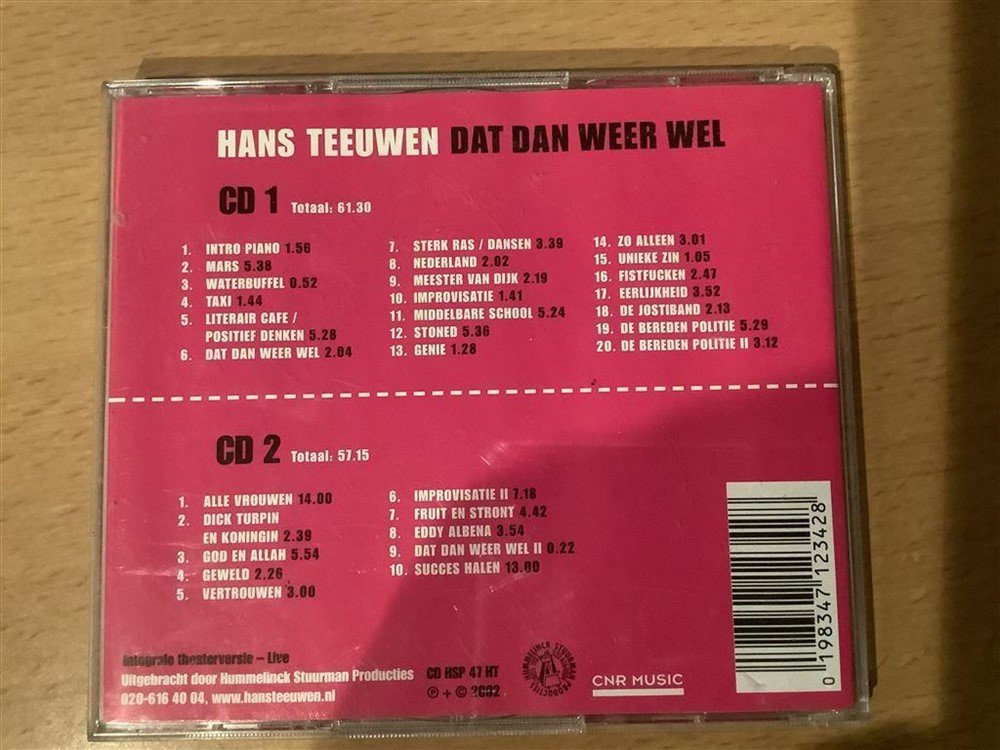 HANS TEEUWEN DAT DAN WEER WEL
CD 1 Totaal: 61.30
1. INTRO PIANO 1.56
2. MARS 5.38
3. WATERBUFFEL 0.52
4. TAXI 1.44
5. LITERAIR CAFE /
POSITIEF DENKEN 5.28
6. DAT DAN WEER WEL 2.04
7. STERK RAS / DANSEN 3.39
8. NEDERLAND 2.02
9. MEESTER VAN DIJK 2.19
10. IMPROVISATIE 1.41
11. MIDDELBARE SCHOOL 5.24
12. STONED 5.36
13. GENIE 1.28
14. ZO ALLEEN 3.01
15. UNIEKE ZIN 1.05
16. FISTFUCKEN 2.47
17. EERLIJKHEID 3.52
18. DE JOSTIBAND 2.13
19. DE BEREDEN POLITIE 5.29
20. DE BEREDEN POLITIE II 3.12
CD 2 Totaal: 57.15
1. ALLE VROUWEN 14.00
2. DICK TURPIN
EN KONINGIN 2.39
3. GOD EN ALLAH 5.54
4. GEWELD 2.26
5. VERTROUWEN 3.00
6. IMPROVISATIE II 7.18
7. FRUIT EN STRONT 4.42
8. EDDY ALBENA 3.54
9. DAT DAN WEER WEL II 0.22
10. SUCCES HALEN 13.00
Integrale theaterversie – Live
Uitgebracht door Hummelinck Stuurman Producties
020-616 40 04, www.hansteeuwen.nl
CD HSP 47 HT
℗ + © 2002
HUMMELINCK STUURMAN PRODUCTIES
CNR MUSIC
0 198347 123428